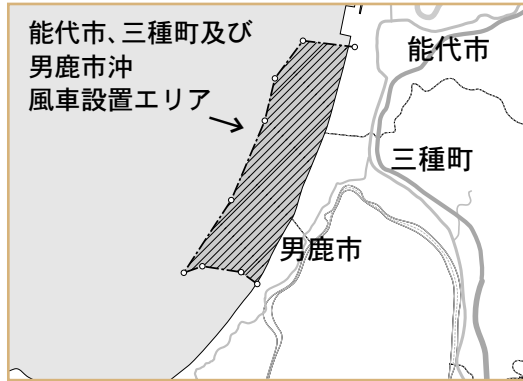 能代市、三種町及び
男鹿市沖
風車設置エリア
能代市
三種町
男鹿市